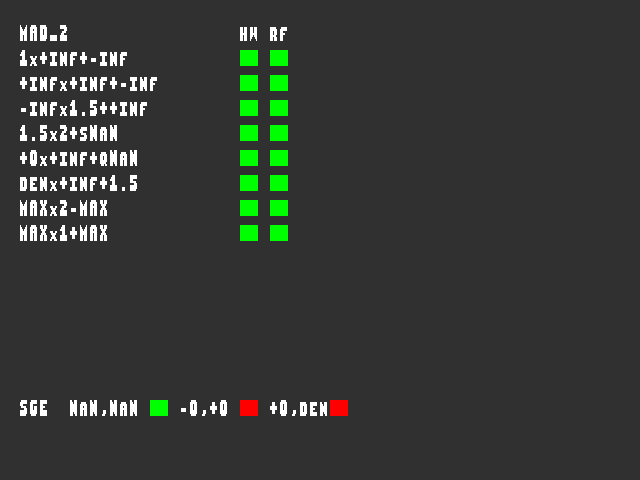 MAD_2 HW RF
1x+INF+-INF
+INFx+INF+-INF
-INFx1.5++INF
1.5x2+sNaN
+0x+INF+QNAN
DENx+INF+1.5
MAXx2-MAX
MAXx1+MAX
SGE NaN,NaN -0,+0 +0,DEN